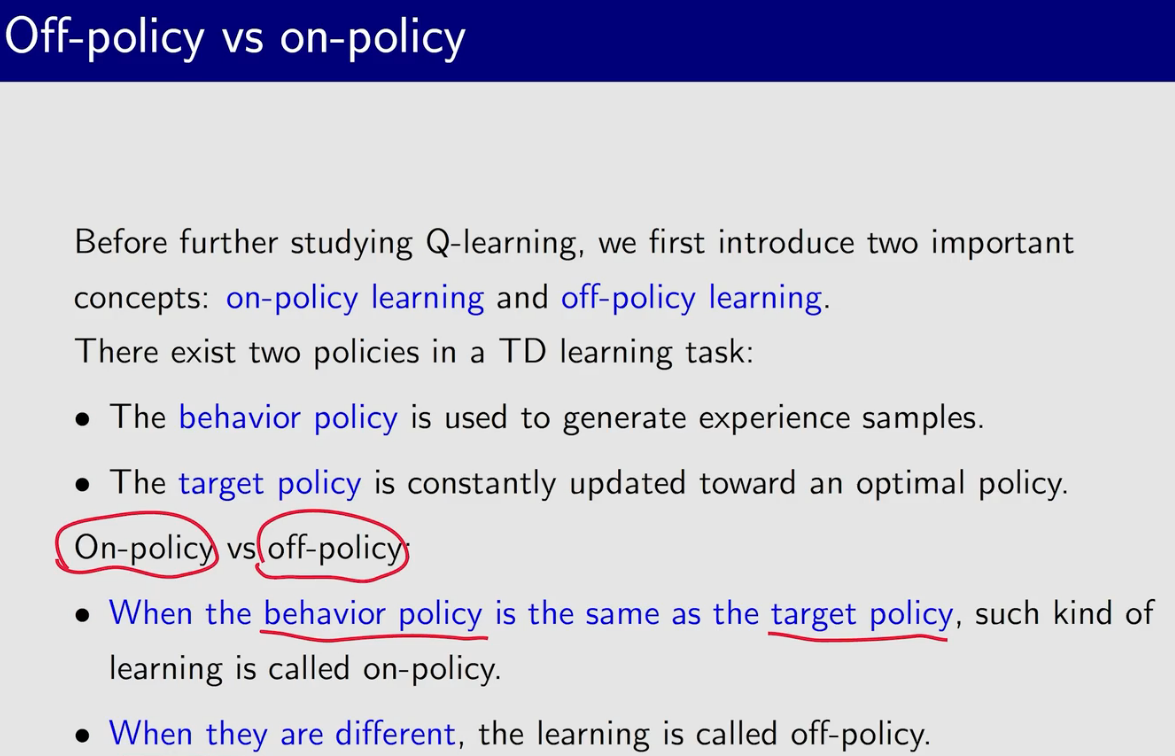 Off-policy vs on-policy
Before further studying Q-learning, we first introduce two important
concepts: on-policy learning and off-policy learning.
There exist two policies in a TD learning task:
• The behavior policy is used to generate experience samples.
• The target policy is constantly updated toward an optimal policy.
On-policy vs off-policy:
• When the behavior policy is the same as the target policy, such kind of
learning is called on-policy.
• When they are different, the learning is called off-policy.